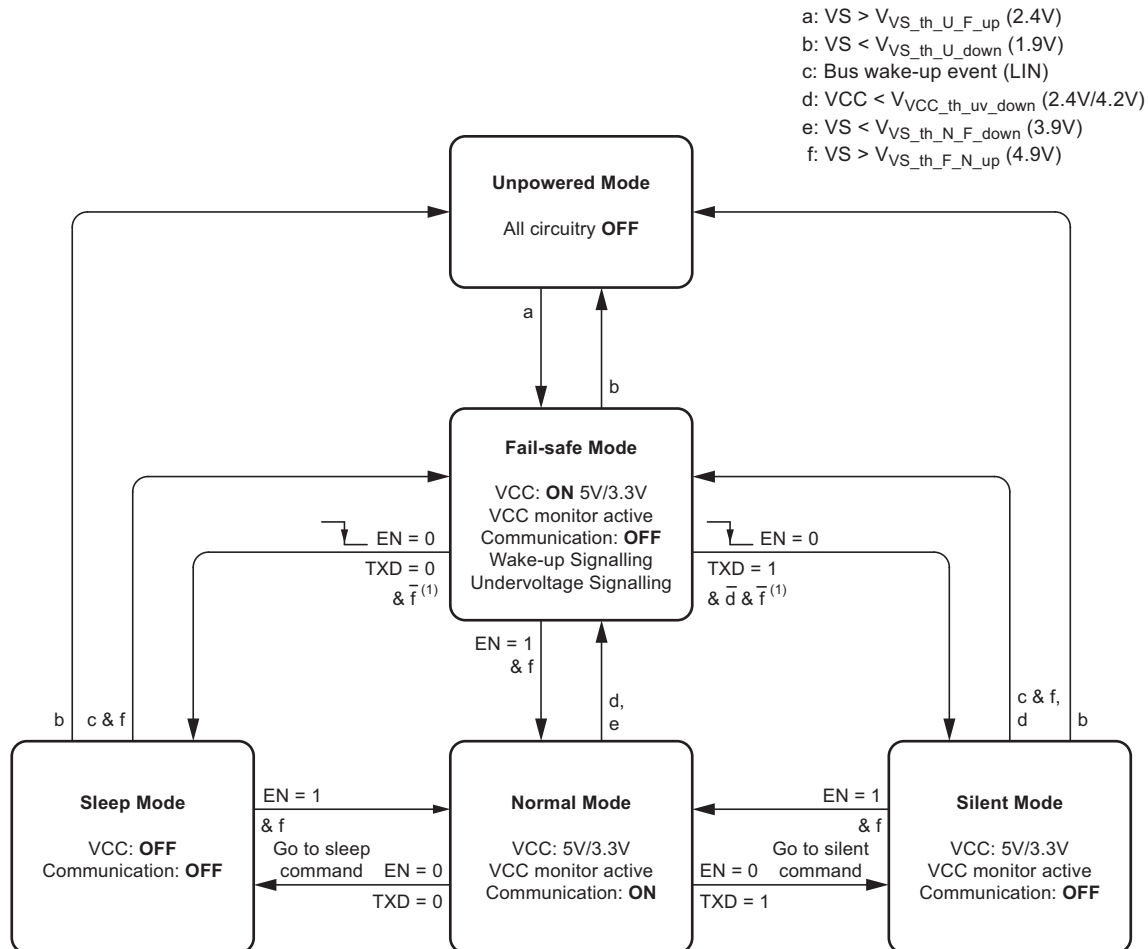 a: VS > V_VS_th_U_F_up (2.4V)
b: VS < V_VS_th_U_down (1.9V)
c: Bus wake-up event (LIN)
d: VCC < V_VCC_th_uv_down (2.4V/4.2V)
e: VS < V_VS_th_N_F_down (3.9V)
f: VS > V_VS_th_F_N_up (4.9V)
Unpowered Mode
All circuitry OFF
a
b
Fail-safe Mode
VCC: ON 5V/3.3V
VCC monitor active
Communication: OFF
Wake-up Signalling
Undervoltage Signalling
EN = 0
TXD = 0
& f̅ (1)
EN = 0
TXD = 1
& d̅ & f̅ (1)
EN = 1
& f
d,
e
b
c & f
c & f,
d
b
Sleep Mode
VCC: OFF
Communication: OFF
EN = 1
& f
Go to sleep
command
EN = 0
TXD = 0
Normal Mode
VCC: 5V/3.3V
VCC monitor active
Communication: ON
EN = 1
& f
Go to silent
command
EN = 0
TXD = 1
Silent Mode
VCC: 5V/3.3V
VCC monitor active
Communication: OFF